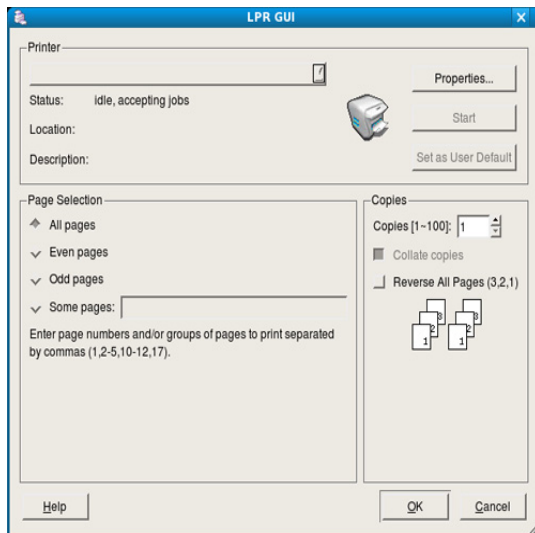 LPR GUI
Printer
Properties...
Status: idle, accepting jobs
Start
Location:
Description:
Set as User Default
Page Selection
All pages
Even pages
Odd pages
Some pages:
Enter page numbers and/or groups of pages to print separated
by commas (1,2-5,10-12,17).
Copies
Copies [1~100]: 1
Collate copies
Reverse All Pages (3,2,1)
3 3
2 2
1 1
Help
OK
Cancel